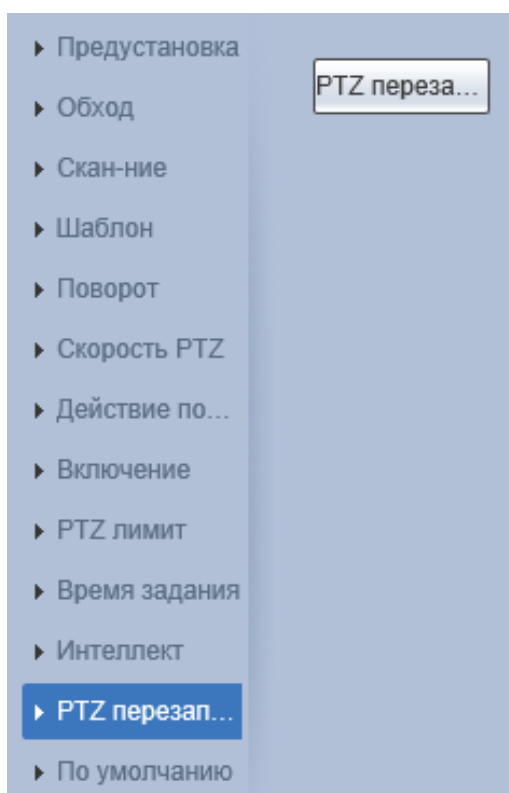 Предустановка
PTZ переза...
Обход
Скан-ние
Шаблон
Поворот
Скорость PTZ
Действие по...
Включение
PTZ лимит
Время задания
Интеллект
PTZ перезап...
По умолчанию